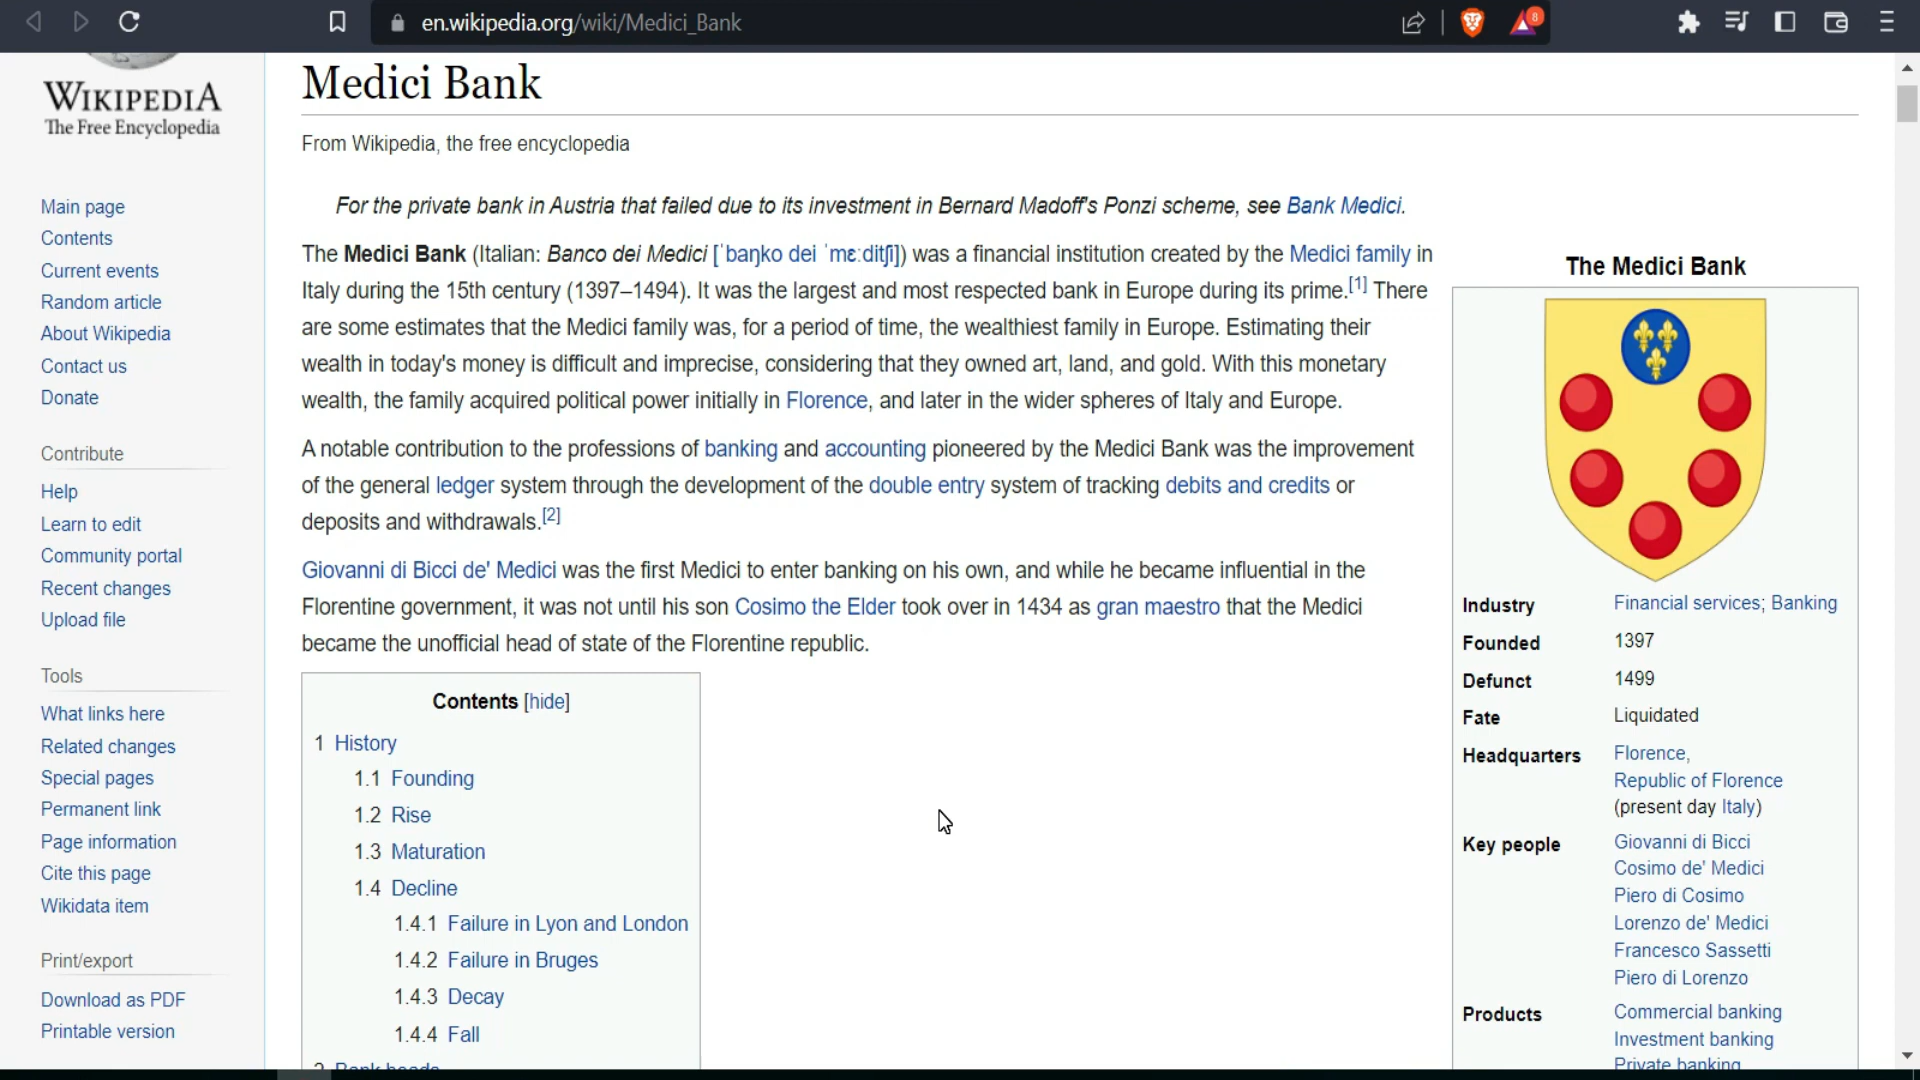 en.wikipedia.org/wiki/Medici_Bank
8
WIKIPEDIA
The Free Encyclopedia
Main page
Contents
Current events
Random article
About Wikipedia
Contact us
Donate
Contribute
Help
Learn to edit
Community portal
Recent changes
Upload file
Tools
What links here
Related changes
Special pages
Permanent link
Page information
Cite this page
Wikidata item
Print/export
Download as PDF
Printable version
Medici Bank
From Wikipedia, the free encyclopedia
For the private bank in Austria that failed due to its investment in Bernard Madoff's Ponzi scheme, see Bank Medici.
The Medici Bank (Italian: Banco dei Medici [ˈbaŋko dei ˈmɛːditʃi]) was a financial institution created by the Medici family in
Italy during the 15th century (1397–1494). It was the largest and most respected bank in Europe during its prime.[1] There
are some estimates that the Medici family was, for a period of time, the wealthiest family in Europe. Estimating their
wealth in today's money is difficult and imprecise, considering that they owned art, land, and gold. With this monetary
wealth, the family acquired political power initially in Florence, and later in the wider spheres of Italy and Europe.
A notable contribution to the professions of banking and accounting pioneered by the Medici Bank was the improvement
of the general ledger system through the development of the double entry system of tracking debits and credits or
deposits and withdrawals.[2]
Giovanni di Bicci de' Medici was the first Medici to enter banking on his own, and while he became influential in the
Florentine government, it was not until his son Cosimo the Elder took over in 1434 as gran maestro that the Medici
became the unofficial head of state of the Florentine republic.
Contents [hide]
1 History
1.1 Founding
1.2 Rise
1.3 Maturation
1.4 Decline
1.4.1 Failure in Lyon and London
1.4.2 Failure in Bruges
1.4.3 Decay
1.4.4 Fall
2 Bank heads
The Medici Bank
Industry Financial services; Banking
Founded 1397
Defunct 1499
Fate Liquidated
Headquarters Florence,
Republic of Florence
(present day Italy)
Key people Giovanni di Bicci
Cosimo de' Medici
Piero di Cosimo
Lorenzo de' Medici
Francesco Sassetti
Piero di Lorenzo
Products Commercial banking
Investment banking
Private banking